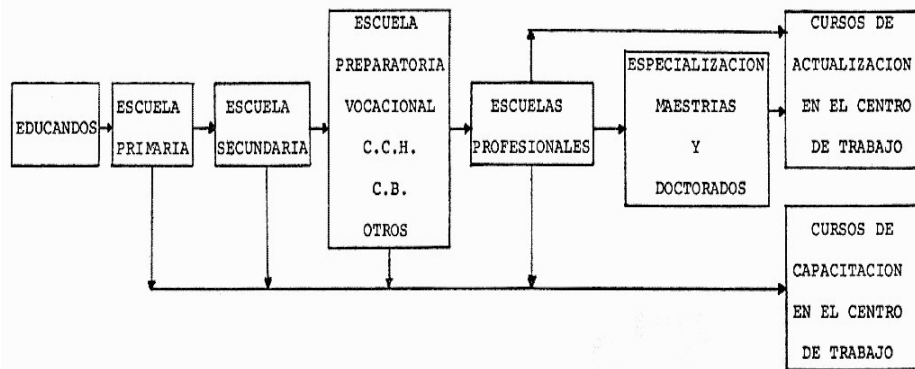 EDUCANDOS
ESCUELA
PRIMARIA
ESCUELA
SECUNDARIA
ESCUELA
PREPARATORIA
VOCACIONAL
C.C.H.
C.B.
OTROS
ESCUELAS
PROFESIONALES
ESPECIALIZACION
MAESTRIAS
Y
DOCTORADOS
CURSOS DE
ACTUALIZACION
EN EL CENTRO
DE TRABAJO
CURSOS DE
CAPACITACION
EN EL CENTRO
DE TRABAJO